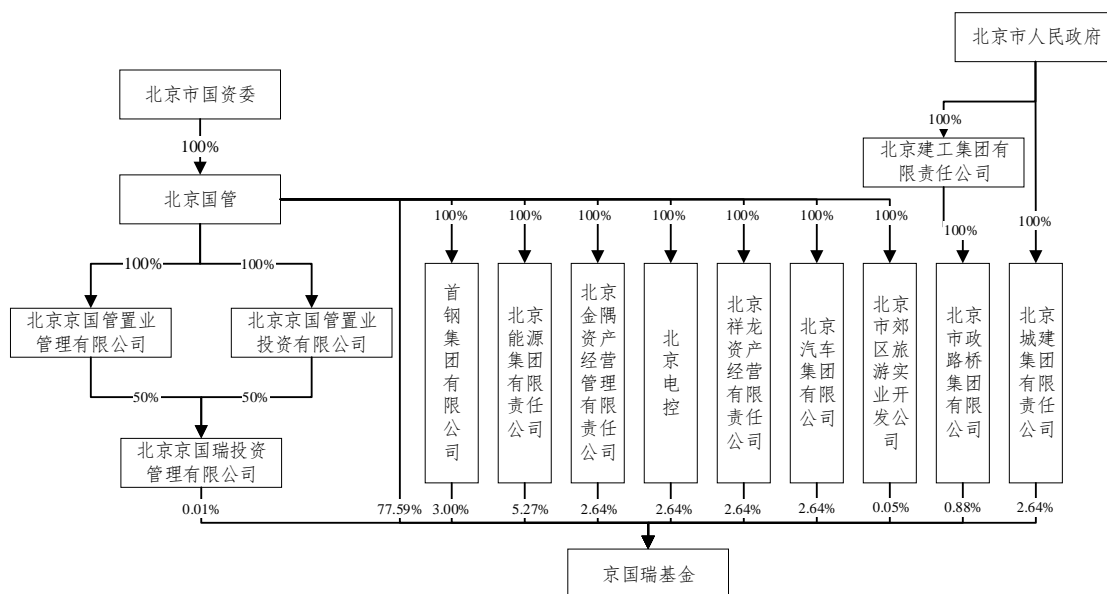 北京市人民政府
北京市国资委
100%
100%
北京建工集团有
限责任公司
北京国管
100%
100%
100%
100%
100%
100%
100%
100%
100%
100%
100%
北京京国管置业
管理有限公司
北京京国管置业
投资有限公司
首钢集团有限公司
北京
能源
集团
有限
责任
公司
北京
金隅
资产
经营
管理
有限
责任
公司
北京电控
北京
祥龙
资产
经营
有限
责任
公司
北京
汽车
集团
有限
公司
北京
市郊
区旅
游实
业开
发公
司
北京
市政
路桥
集团
有限
公司
北京
城建
集团
有限
责任
公司
50%
50%
北京京国瑞投资
管理有限公司
0.01%
77.59%
3.00%
5.27%
2.64%
2.64%
2.64%
2.64%
0.05%
0.88%
2.64%
京国瑞基金